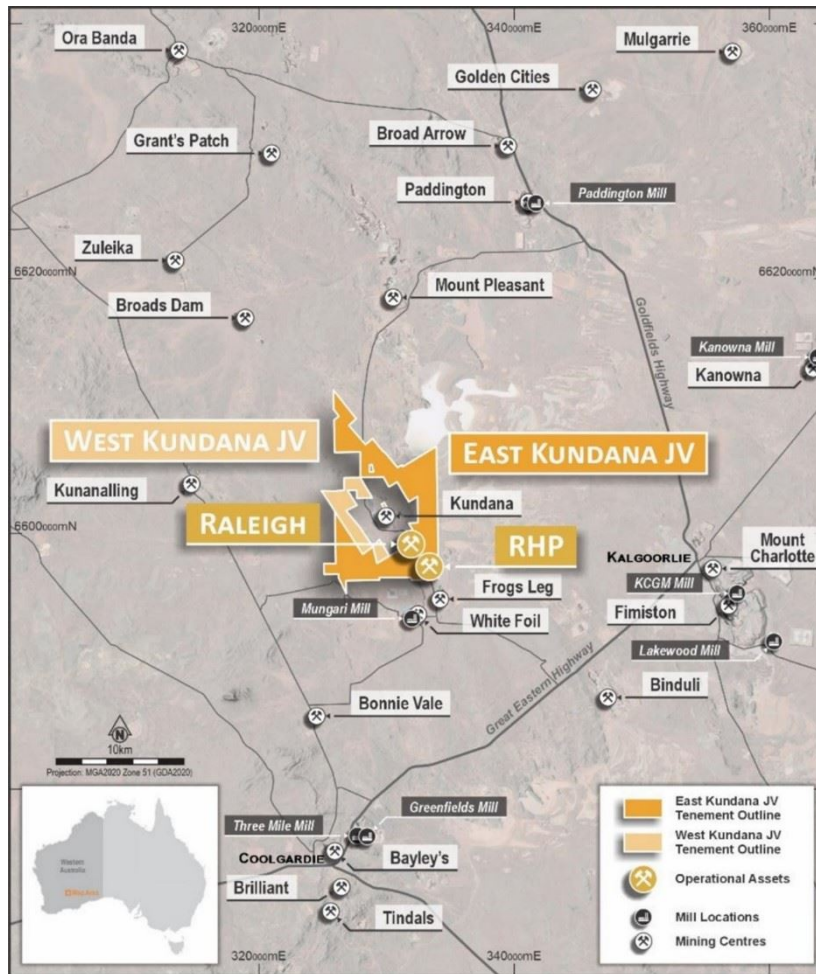 320000mE
340000mE
360000mE
Ora Banda
Mulgarrie
Golden Cities
Grant's Patch
Broad Arrow
Paddington
Paddington Mill
Zuleika
6620000mN
6620000mN
Mount Pleasant
Broads Dam
Goldfields Highway
Kanowna Mill
Kanowna
WEST KUNDANA JV
EAST KUNDANA JV
Kunanalling
Kundana
6600000mN
RALEIGH
RHP
KALGOORLIE
Mount
Charlotte
Frogs Leg
KCGM Mill
Mungari Mill
Fimiston
White Foil
Lakewood Mill
Great Eastern Highway
Binduli
Bonnie Vale
N
10km
Projection: MGA2020 Zone 51 (GDA2020)
Western
Australia
Map Area
Three Mile Mill
Greenfields Mill
COOLGARDIE
Bayley's
Brilliant
Tindals
East Kundana JV
Tenement Outline
West Kundana JV
Tenement Outline
Operational Assets
Mill Locations
Mining Centres
320000mE
340000mE